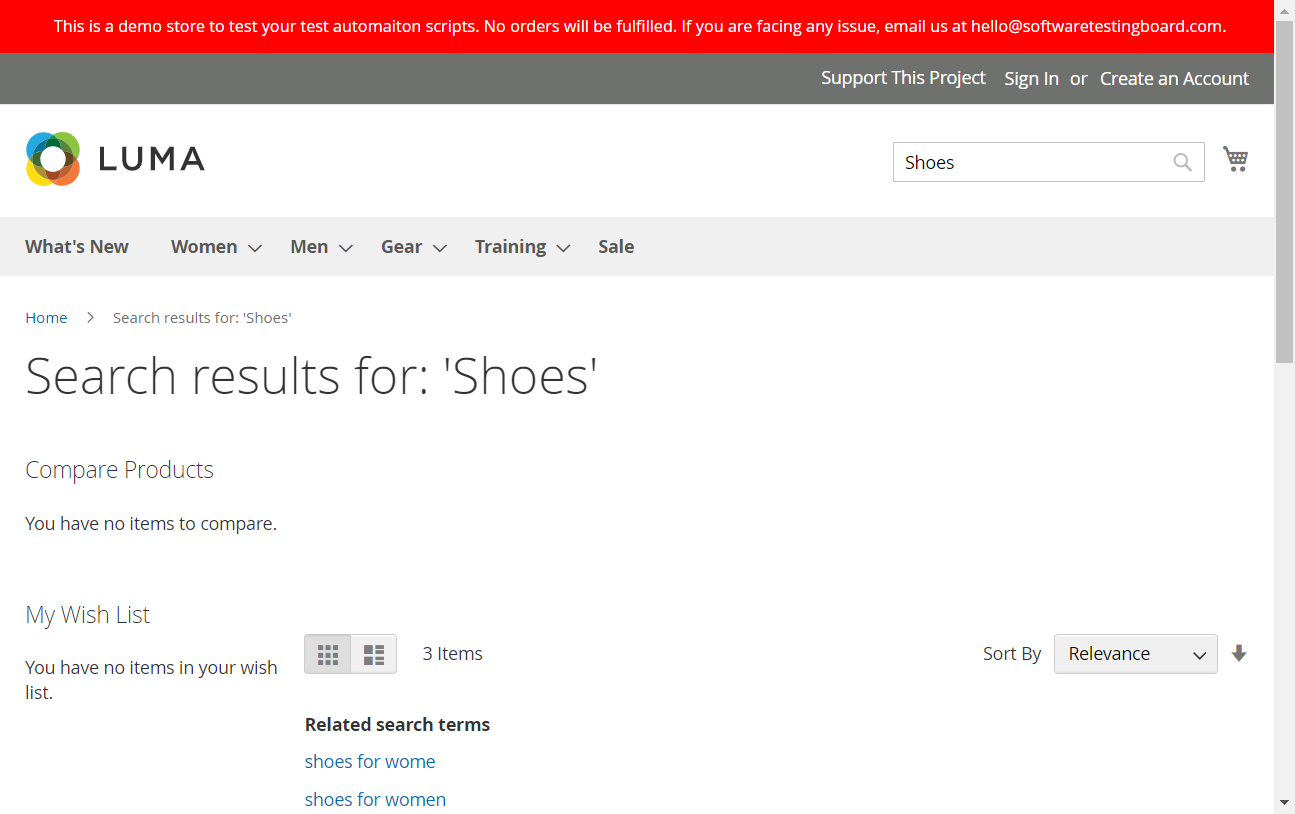 This is a demo store to test your test automaiton scripts. No orders will be fulfilled. If you are facing any issue, email us at hello@softwaretestingboard.com.
Support This Project Sign In or Create an Account
LUMA
Shoes
What's New Women Men Gear Training Sale
Home Search results for: 'Shoes'
Search results for: 'Shoes'
Compare Products
You have no items to compare.
My Wish List
You have no items in your wish
list.
3 Items
Sort By Relevance
Related search terms
shoes for wome
shoes for women